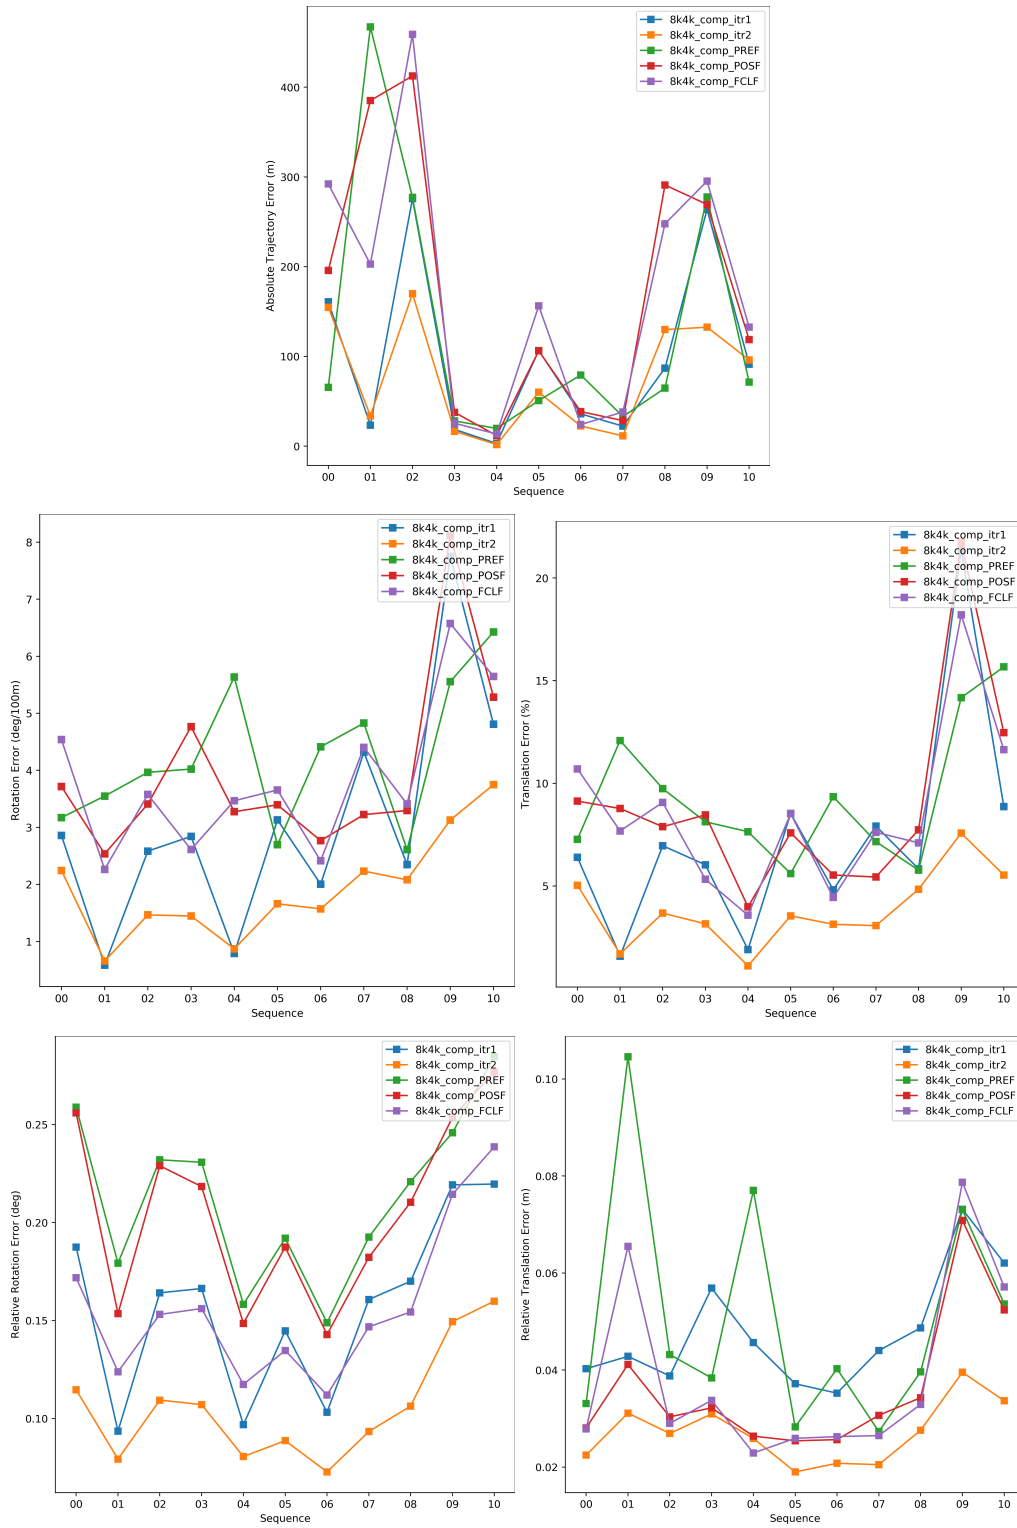 8k4k_comp_itr1
8k4k_comp_itr2
8k4k_comp_PREF
8k4k_comp_POSF
8k4k_comp_FCLF
Absolute Trajectory Error (m)
400
300
200
100
0
00 01 02 03 04 05 06 07 08 09 10
Sequence
8k4k_comp_itr1
8k4k_comp_itr2
8k4k_comp_PREF
8k4k_comp_POSF
8k4k_comp_FCLF
Rotation Error (deg/100m)
8
7
6
5
4
3
2
1
00 01 02 03 04 05 06 07 08 09 10
Sequence
8k4k_comp_itr1
8k4k_comp_itr2
8k4k_comp_PREF
8k4k_comp_POSF
8k4k_comp_FCLF
Translation Error (%)
20
15
10
5
00 01 02 03 04 05 06 07 08 09 10
Sequence
8k4k_comp_itr1
8k4k_comp_itr2
8k4k_comp_PREF
8k4k_comp_POSF
8k4k_comp_FCLF
Relative Rotation Error (deg)
0.25
0.20
0.15
0.10
00 01 02 03 04 05 06 07 08 09 10
Sequence
8k4k_comp_itr1
8k4k_comp_itr2
8k4k_comp_PREF
8k4k_comp_POSF
8k4k_comp_FCLF
Relative Translation Error (m)
0.10
0.08
0.06
0.04
0.02
00 01 02 03 04 05 06 07 08 09 10
Sequence